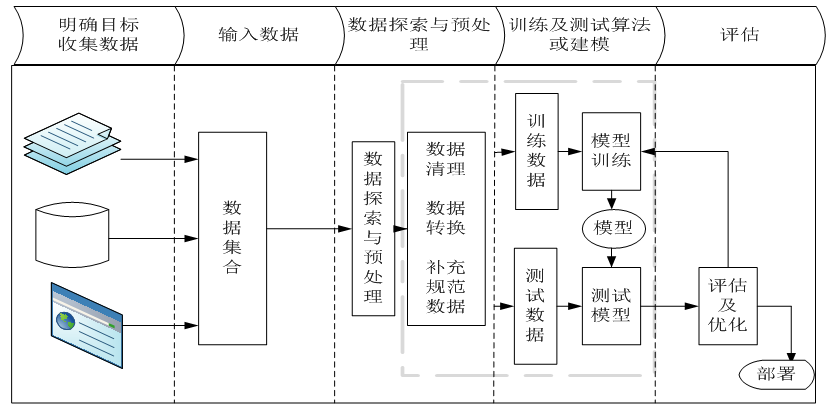 明确目标
收集数据
输入数据
数据探索与预处
理
训练及测试算法
或建模
评估
数据集合
数据探索与预处理
数据
清理
数据
转换
补充
规范
数据
训练数据
测试数据
模型
训练
模型
测试
模型
评估
及
优化
部署